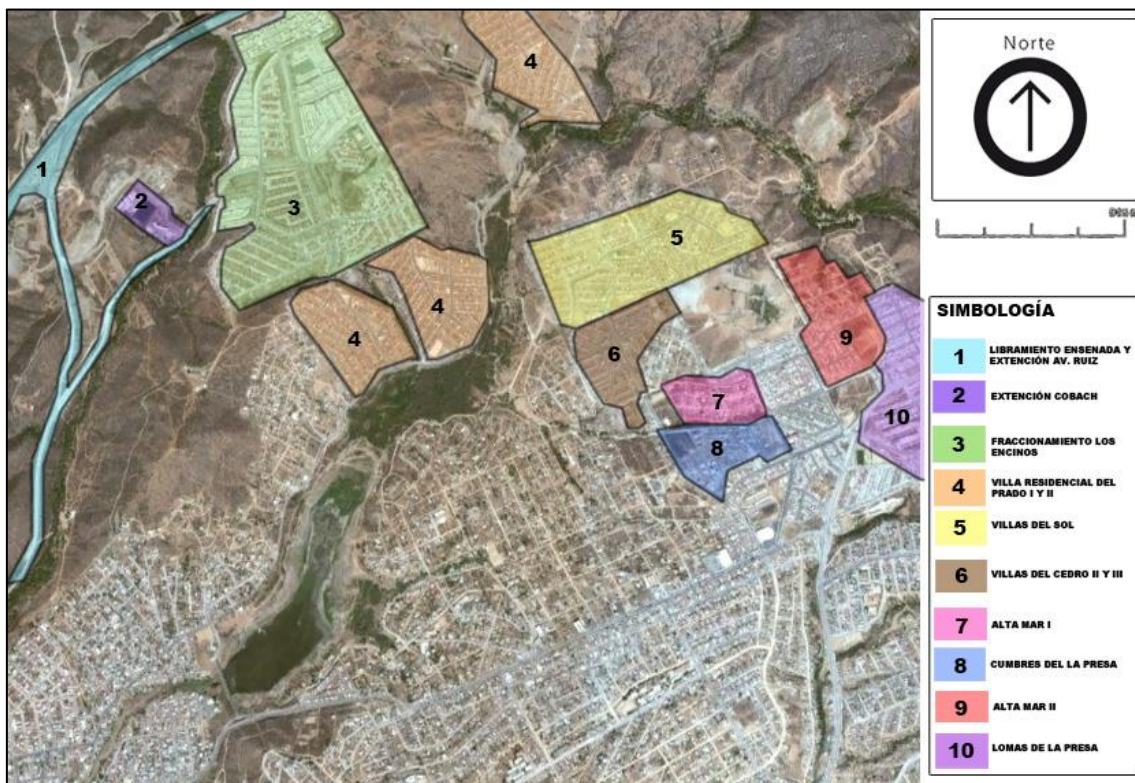 4
1
2
3
5
4
4
9
6
7
10
8
Norte
SIMBOLOGÍA
1 LIBRAMIENTO ENSENADA Y
EXTENCIÓN AV. RUIZ
2 EXTENCIÓN COBACH
3 FRACCIONAMIENTO LOS
ENCINOS
4 VILLA RESIDENCIAL DEL
PRADO I Y II
5 VILLAS DEL SOL
6 VILLAS DEL CEDRO II Y III
7 ALTA MAR I
8 CUMBRES DEL LA PRESA
9 ALTA MAR II
10 LOMAS DE LA PRESA